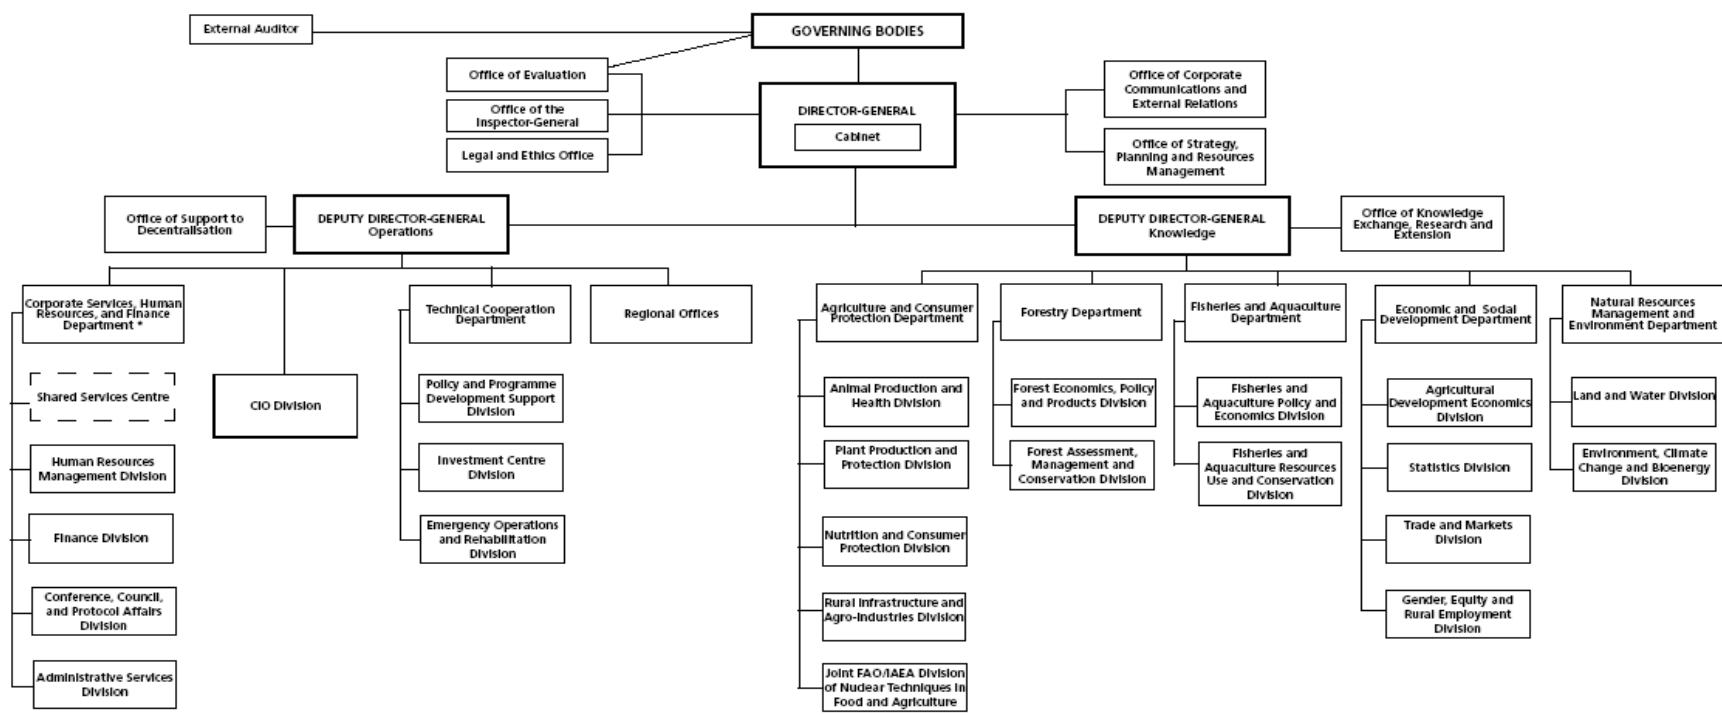 External Auditor
GOVERNING BODIES
Office of Evaluation
Office of the
Inspector-General
Legal and Ethics Office
DIRECTOR-GENERAL
Cabinet
Office of Corporate
Communications and
External Relations
Office of Strategy,
Planning and Resources
Management
Office of Support to
Decentralisation
DEPUTY DIRECTOR-GENERAL
Operations
DEPUTY DIRECTOR-GENERAL
Knowledge
Office of Knowledge
Exchange, Research and
Extension
Corporate Services, Human
Resources, and Finance
Department *
Shared Services Centre
Human Resources
Management Division
Finance Division
Conference, Council,
and Protocol Affairs
Division
Administrative Services
Division
CIO Division
Technical Cooperation
Department
Policy and Programme
Development Support
Division
Investment Centre
Division
Emergency Operations
and Rehabilitation
Division
Regional Offices
Agriculture and Consumer
Protection Department
Animal Production and
Health Division
Plant Production and
Protection Division
Nutrition and Consumer
Protection Division
Rural Infrastructure and
Agro-Industries Division
Joint FAO/IAEA Division
of Nuclear Techniques in
Food and Agriculture
Forestry Department
Forest Economics, Policy
and Products Division
Forest Assessment,
Management and
Conservation Division
Fisheries and Aquaculture
Department
Fisheries and
Aquaculture Policy and
Economics Division
Fisheries and
Aquaculture Resources
Use and Conservation
Division
Economic and Social
Development Department
Agricultural
Development Economics
Division
Statistics Division
Trade and Markets
Division
Gender, Equity and
Rural Employment
Division
Natural Resources
Management and
Environment Department
Land and Water Division
Environment, Climate
Change and Bioenergy
Division